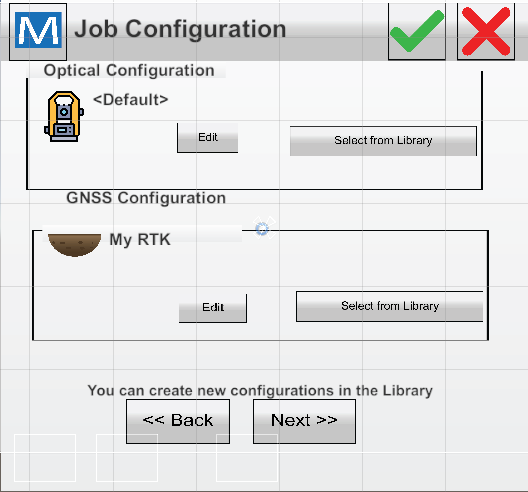 M Job Configuration
Optical Configuration
<Default>
Edit
Select from Library
GNSS Configuration
My RTK
Edit
Select from Library
You can create new configurations in the Library
<< Back
Next >>